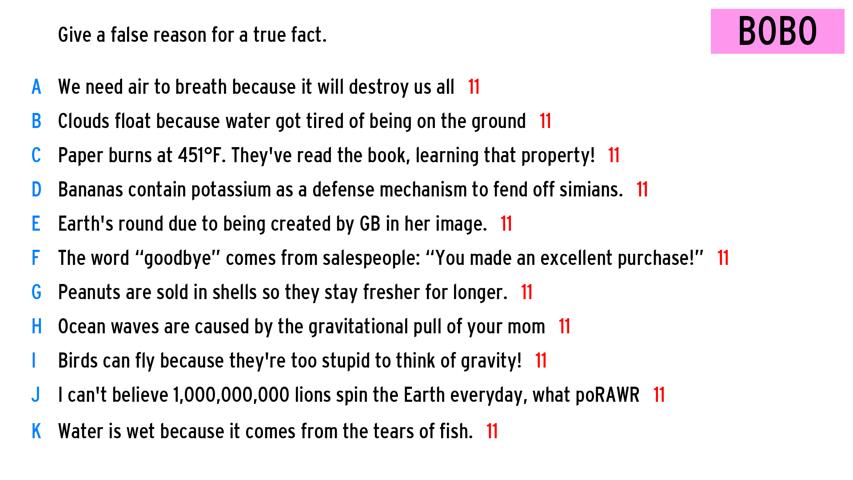 Give a false reason for a true fact.
BOBO
A We need air to breath because it will destroy us all 11
B Clouds float because water got tired of being on the ground 11
C Paper burns at 451°F. They've read the book, learning that property! 11
D Bananas contain potassium as a defense mechanism to fend off simians. 11
E Earth's round due to being created by GB in her image. 11
F The word “goodbye” comes from salespeople: “You made an excellent purchase!” 11
G Peanuts are sold in shells so they stay fresher for longer. 11
H Ocean waves are caused by the gravitational pull of your mom 11
I Birds can fly because they're too stupid to think of gravity! 11
J I can't believe 1,000,000,000 lions spin the Earth everyday, what poRAWR 11
K Water is wet because it comes from the tears of fish. 11